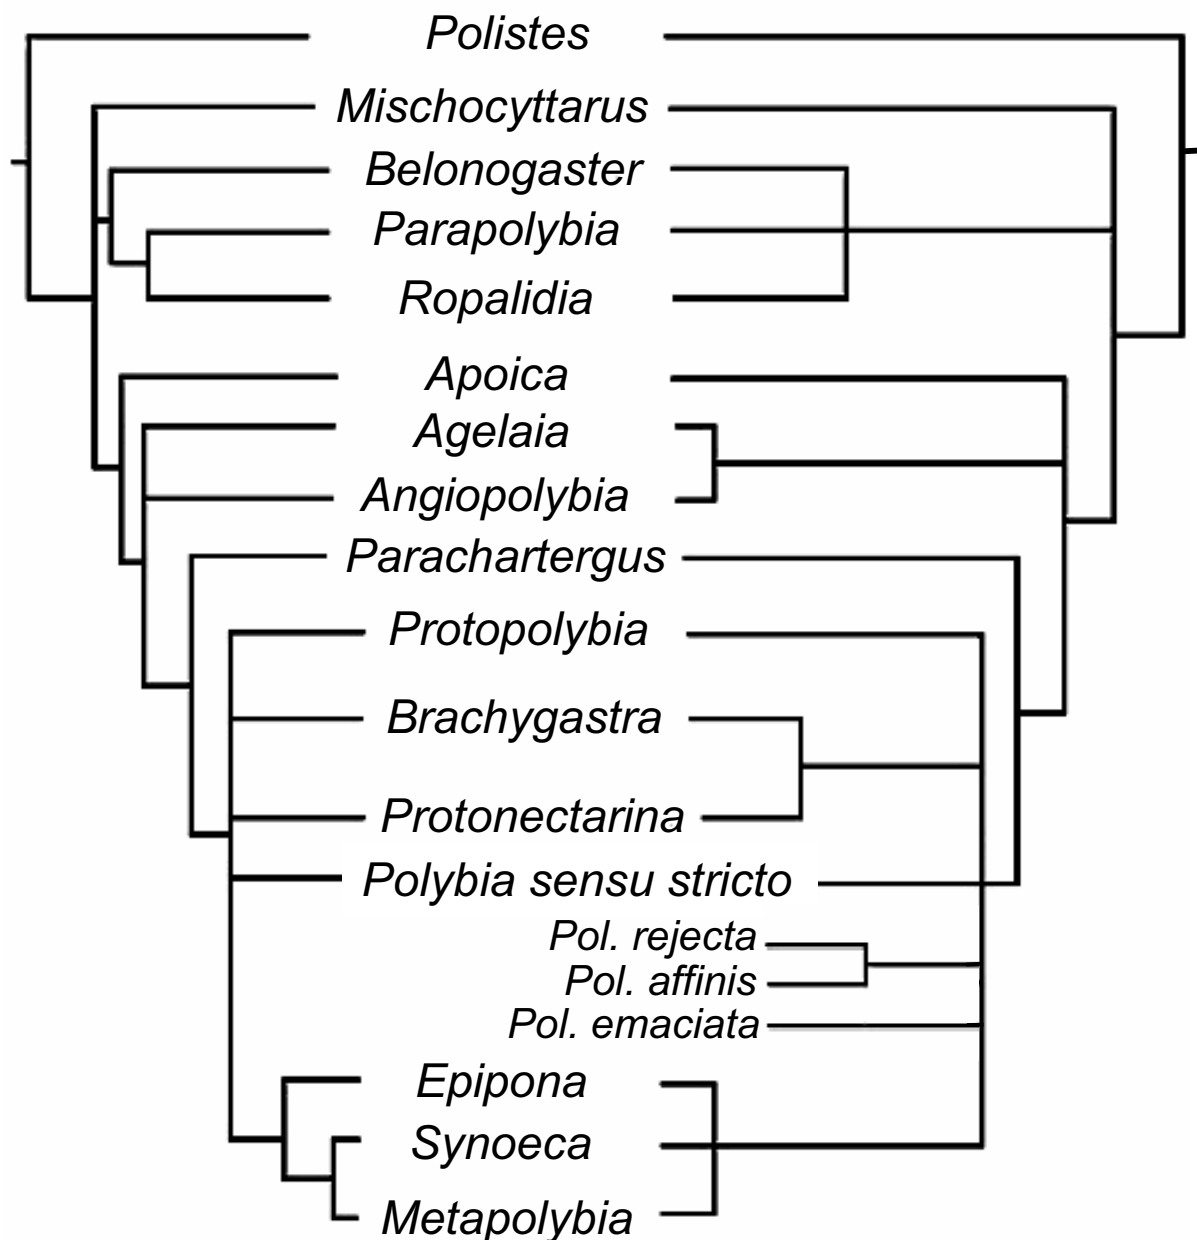 Polistes
Mischocyttarus
Belonogaster
Parapolybia
Ropalidia
Apoica
Agelaia
Angiopolybia
Parachartergus
Protopolybia
Brachygastra
Protonectarina
Polybia sensu stricto
Pol. rejecta
Pol. affinis
Pol. emaciata
Epipona
Synoeca
Metapolybia